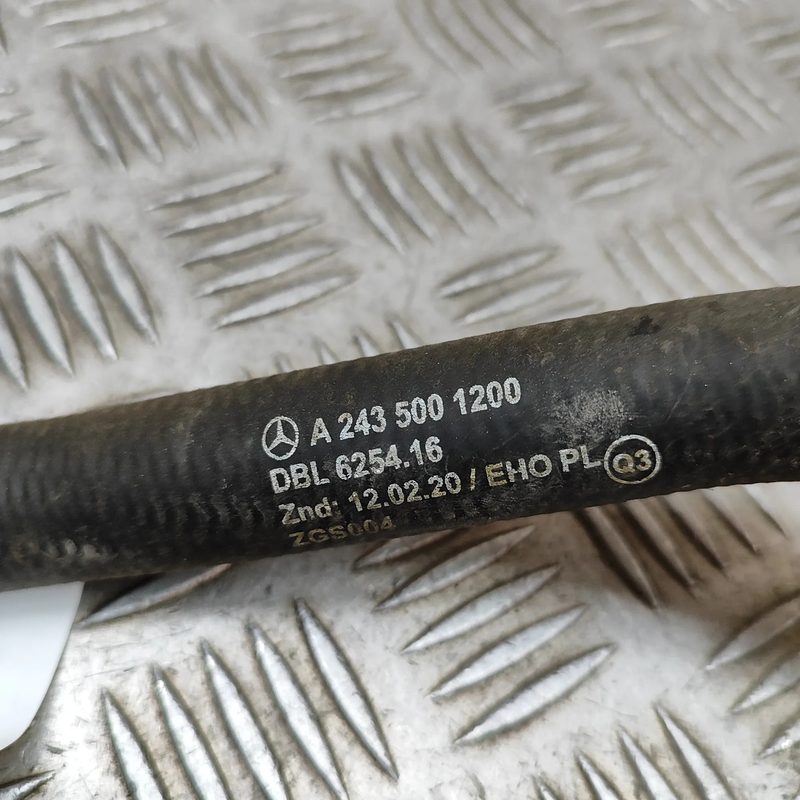 A 243 500 1200
DBL 6254.16
Znd: 12.02.20 / EHO PL Q3
ZGS004